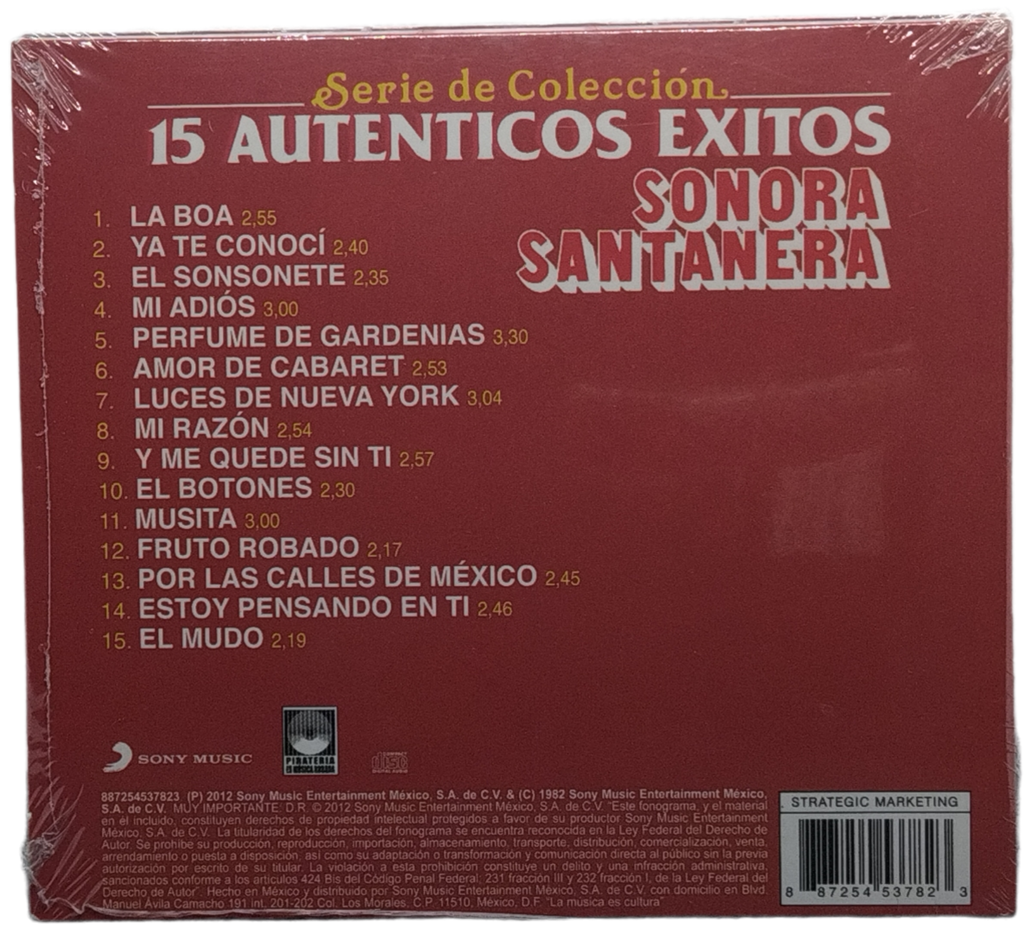 Serie de Colección
15 AUTENTICOS EXITOS
SONORA
SANTANERA
1. LA BOA 2,55
2. YA TE CONOCÍ 2,40
3. EL SONSONETE 2,35
4. MI ADIÓS 3,00
5. PERFUME DE GARDENIAS 3,30
6. AMOR DE CABARET 2,53
7. LUCES DE NUEVA YORK 3,04
8. MI RAZÓN 2,54
9. Y ME QUEDE SIN TI 2,57
10. EL BOTONES 2,30
11. MUSITA 3,00
12. FRUTO ROBADO 2,17
13. POR LAS CALLES DE MÉXICO 2,45
14. ESTOY PENSANDO EN TI 2,46
15. EL MUDO 2,19
SONY MUSIC
PIRATERIA
COMPACT
disc
DIGITAL AUDIO
887254537823 (P) 2012 Sony Music Entertainment México, S.A. de C.V. & (C) 1982 Sony Music Entertainment México,
S.A. de C.V. MUY IMPORTANTE: D.R. © 2012 Sony Music Entertainment México, S.A. de C.V. "Este fonograma, y el material
en él incluido, constituyen derechos de propiedad intelectual protegidos a favor de su productor Sony Music Entertainment
México, S.A. de C.V. La titularidad de los derechos del fonograma se encuentra reconocida en la Ley Federal del Derecho de
Autor. Se prohibe su producción, reproducción, importación, almacenamiento, transporte, distribución, comercialización, venta,
arrendamiento o puesta a disposición, así como su adaptación o transformación y comunicación directa al público sin la previa
autorización por escrito de su titular. La violación a esta prohibición constituye un delito y una infracción administrativa,
sancionados conforme a los artículos 424 Bis del Código Penal Federal; 231 fracción III y 232 fracción I, de la Ley Federal del
Derecho de Autor. Hecho en México y distribuido por Sony Music Entertainment México, S.A. de C.V. con domicilio en Blvd.
Manuel Ávila Camacho 191 int. 201-202 Col. Los Morales, C.P. 11510, México, D.F. "La música es cultura"
STRATEGIC MARKETING
8 87254 53782 3